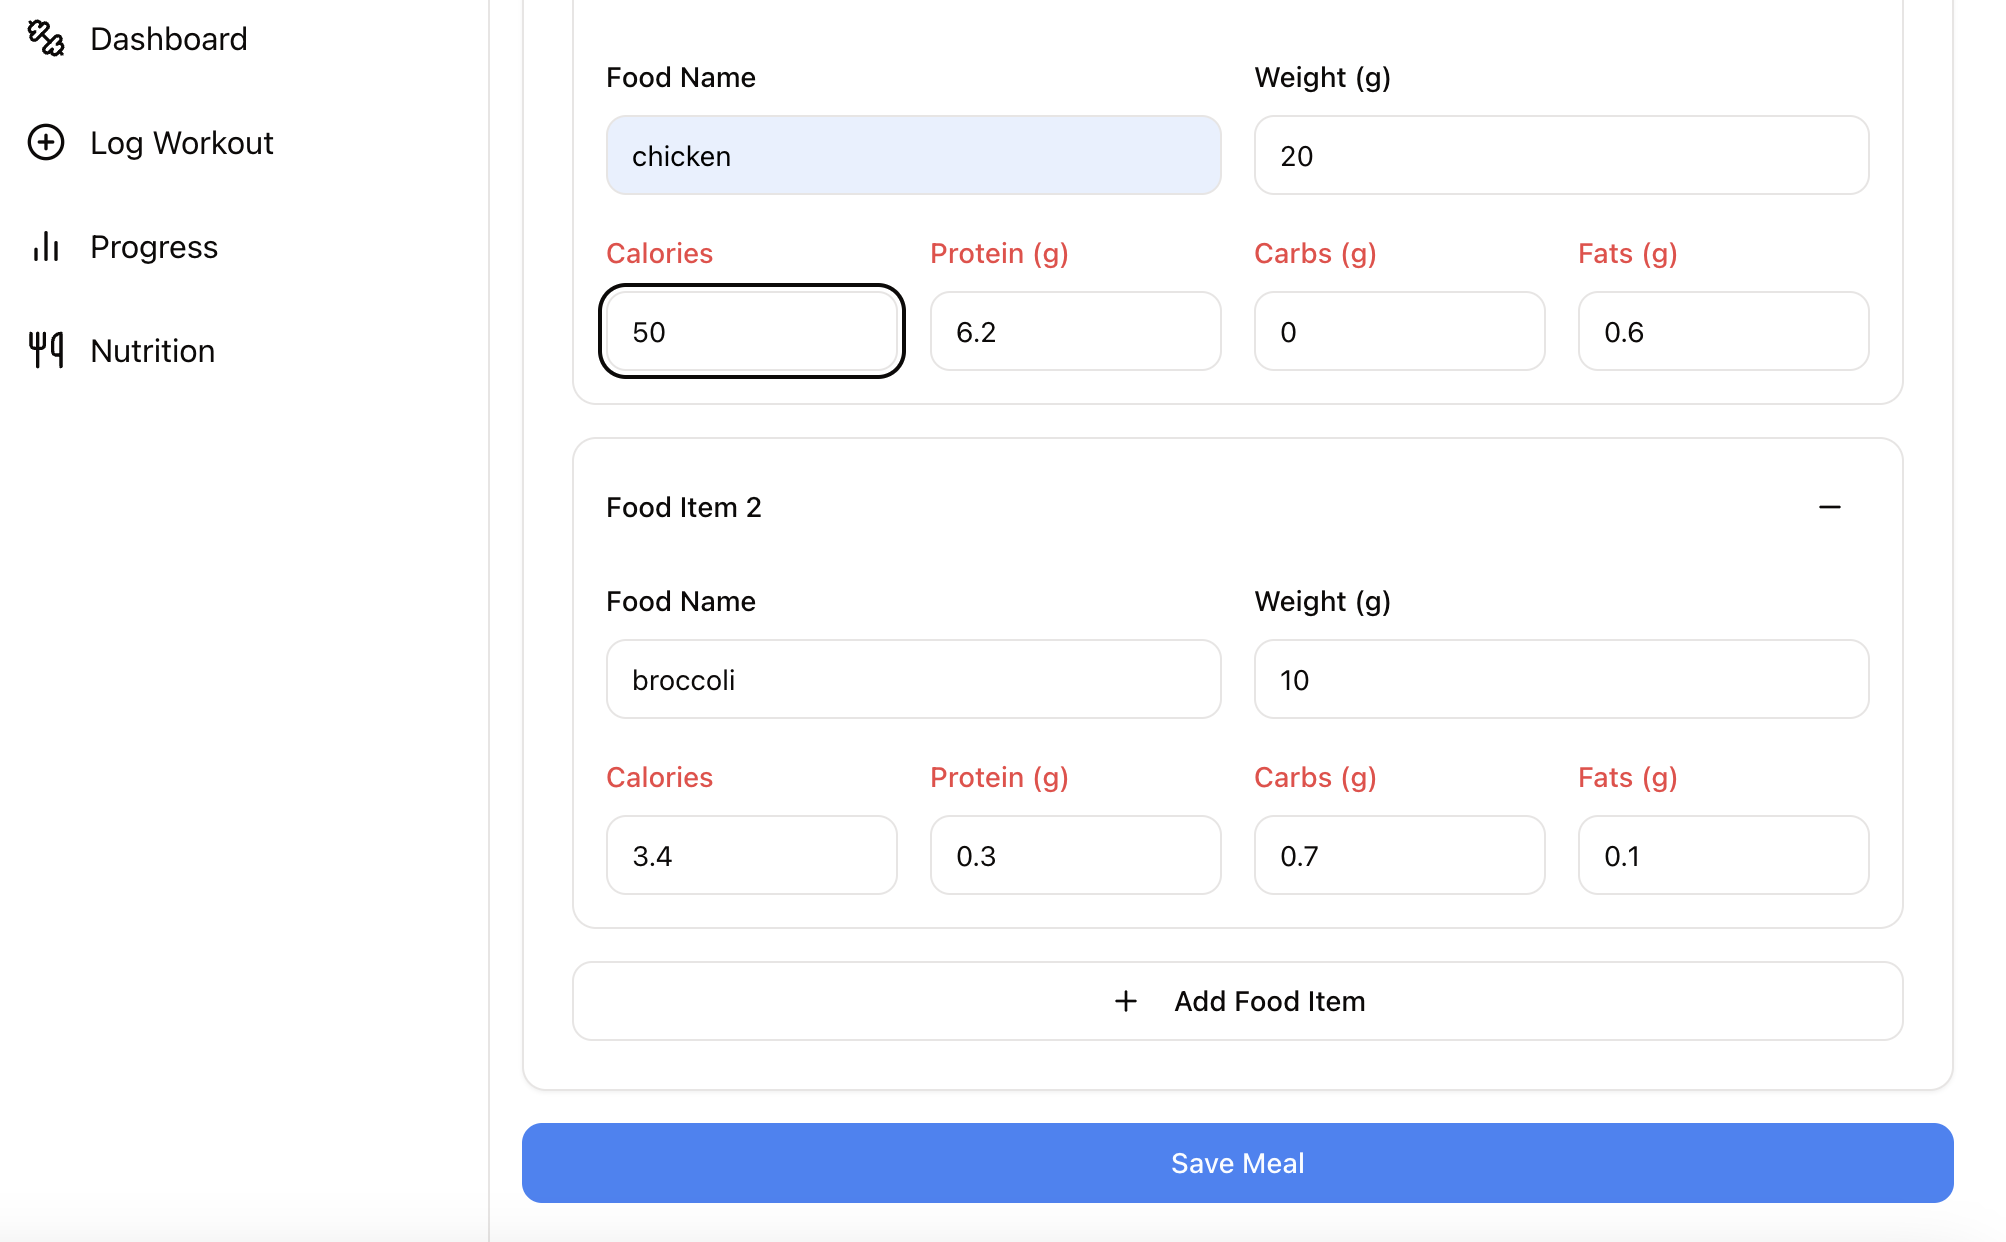 Dashboard
Log Workout
Progress
Nutrition
Food Name Weight (g)
chicken 20
Calories Protein (g) Carbs (g) Fats (g)
50 6.2 0 0.6
Food Item 2
Food Name Weight (g)
broccoli 10
Calories Protein (g) Carbs (g) Fats (g)
3.4 0.3 0.7 0.1
Add Food Item
Save Meal